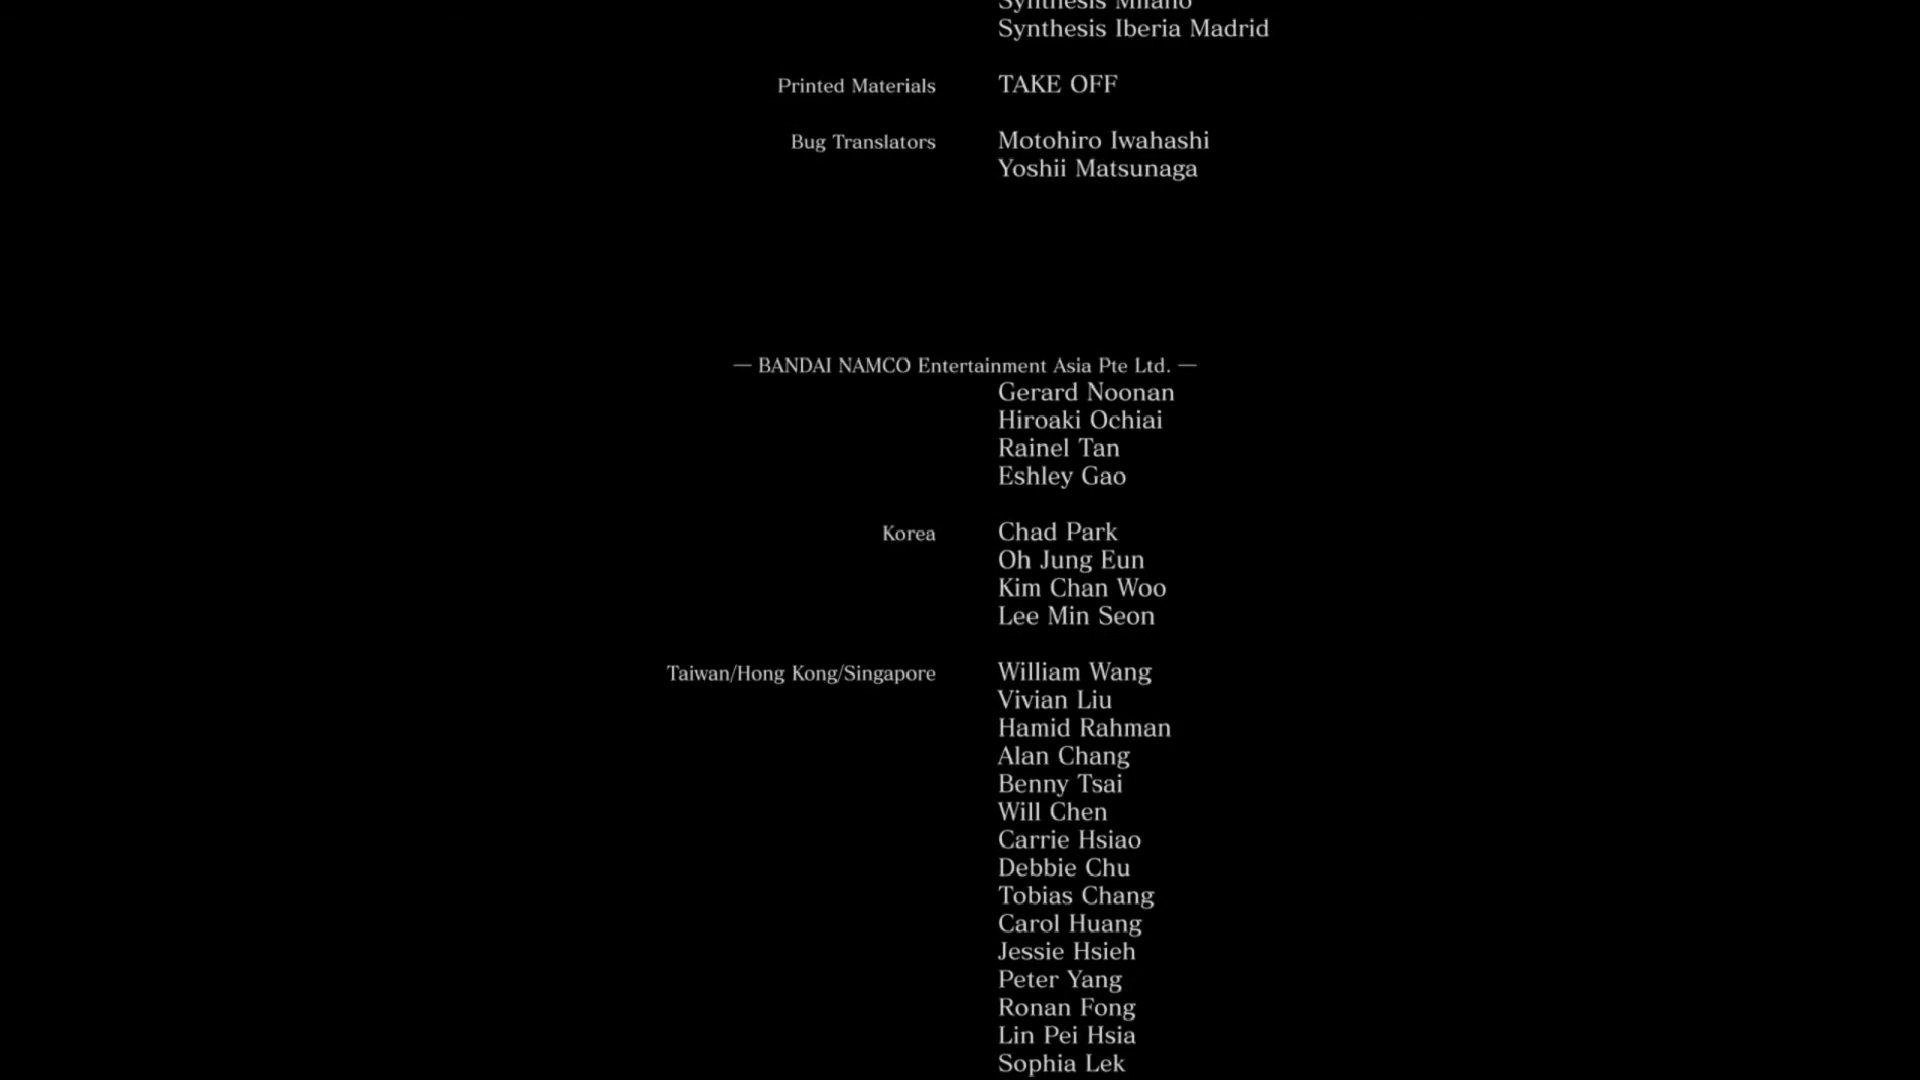 Synthesis Milano
Synthesis Iberia Madrid
Printed Materials TAKE OFF
Bug Translators Motohiro Iwahashi
Yoshii Matsunaga
— BANDAI NAMCO Entertainment Asia Pte Ltd. —
Gerard Noonan
Hiroaki Ochiai
Rainel Tan
Eshley Gao
Korea Chad Park
Oh Jung Eun
Kim Chan Woo
Lee Min Seon
Taiwan/Hong Kong/Singapore William Wang
Vivian Liu
Hamid Rahman
Alan Chang
Benny Tsai
Will Chen
Carrie Hsiao
Debbie Chu
Tobias Chang
Carol Huang
Jessie Hsieh
Peter Yang
Ronan Fong
Lin Pei Hsia
Sophia Lek